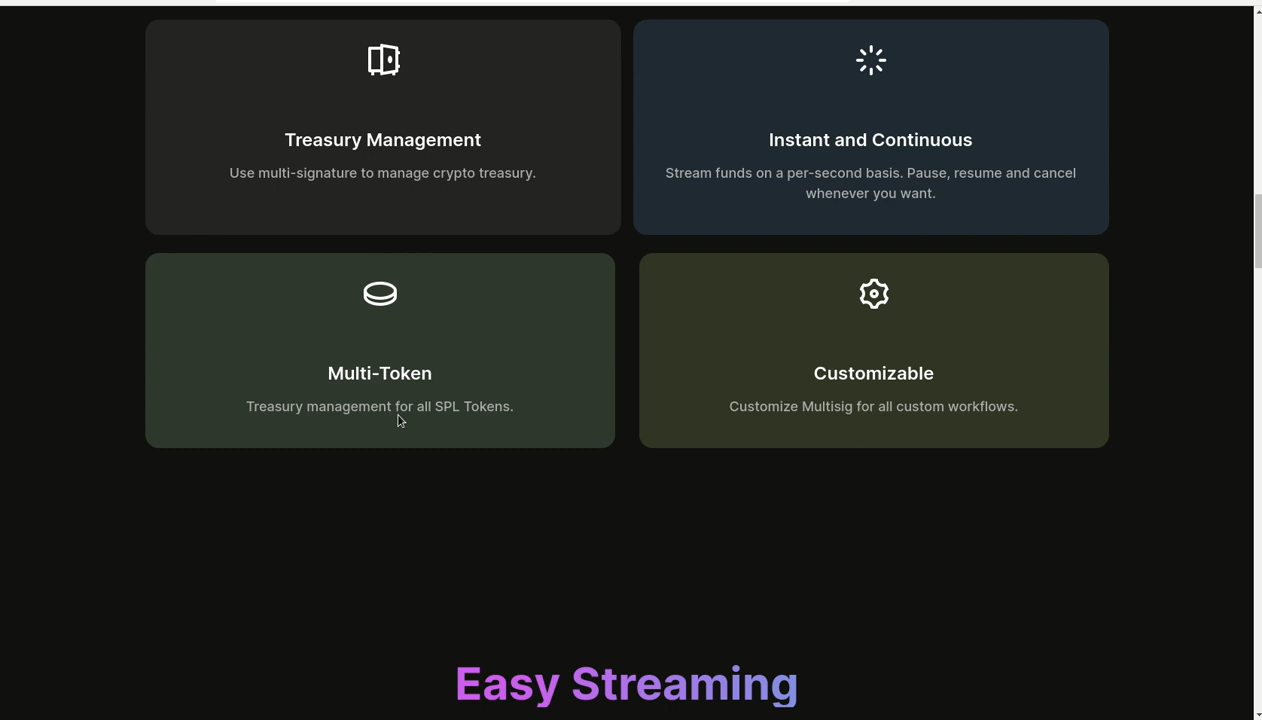 Treasury Management
Use multi-signature to manage crypto treasury.
Instant and Continuous
Stream funds on a per-second basis. Pause, resume and cancel
whenever you want.
Multi-Token
Treasury management for all SPL Tokens.
Customizable
Customize Multisig for all custom workflows.
Easy Streaming